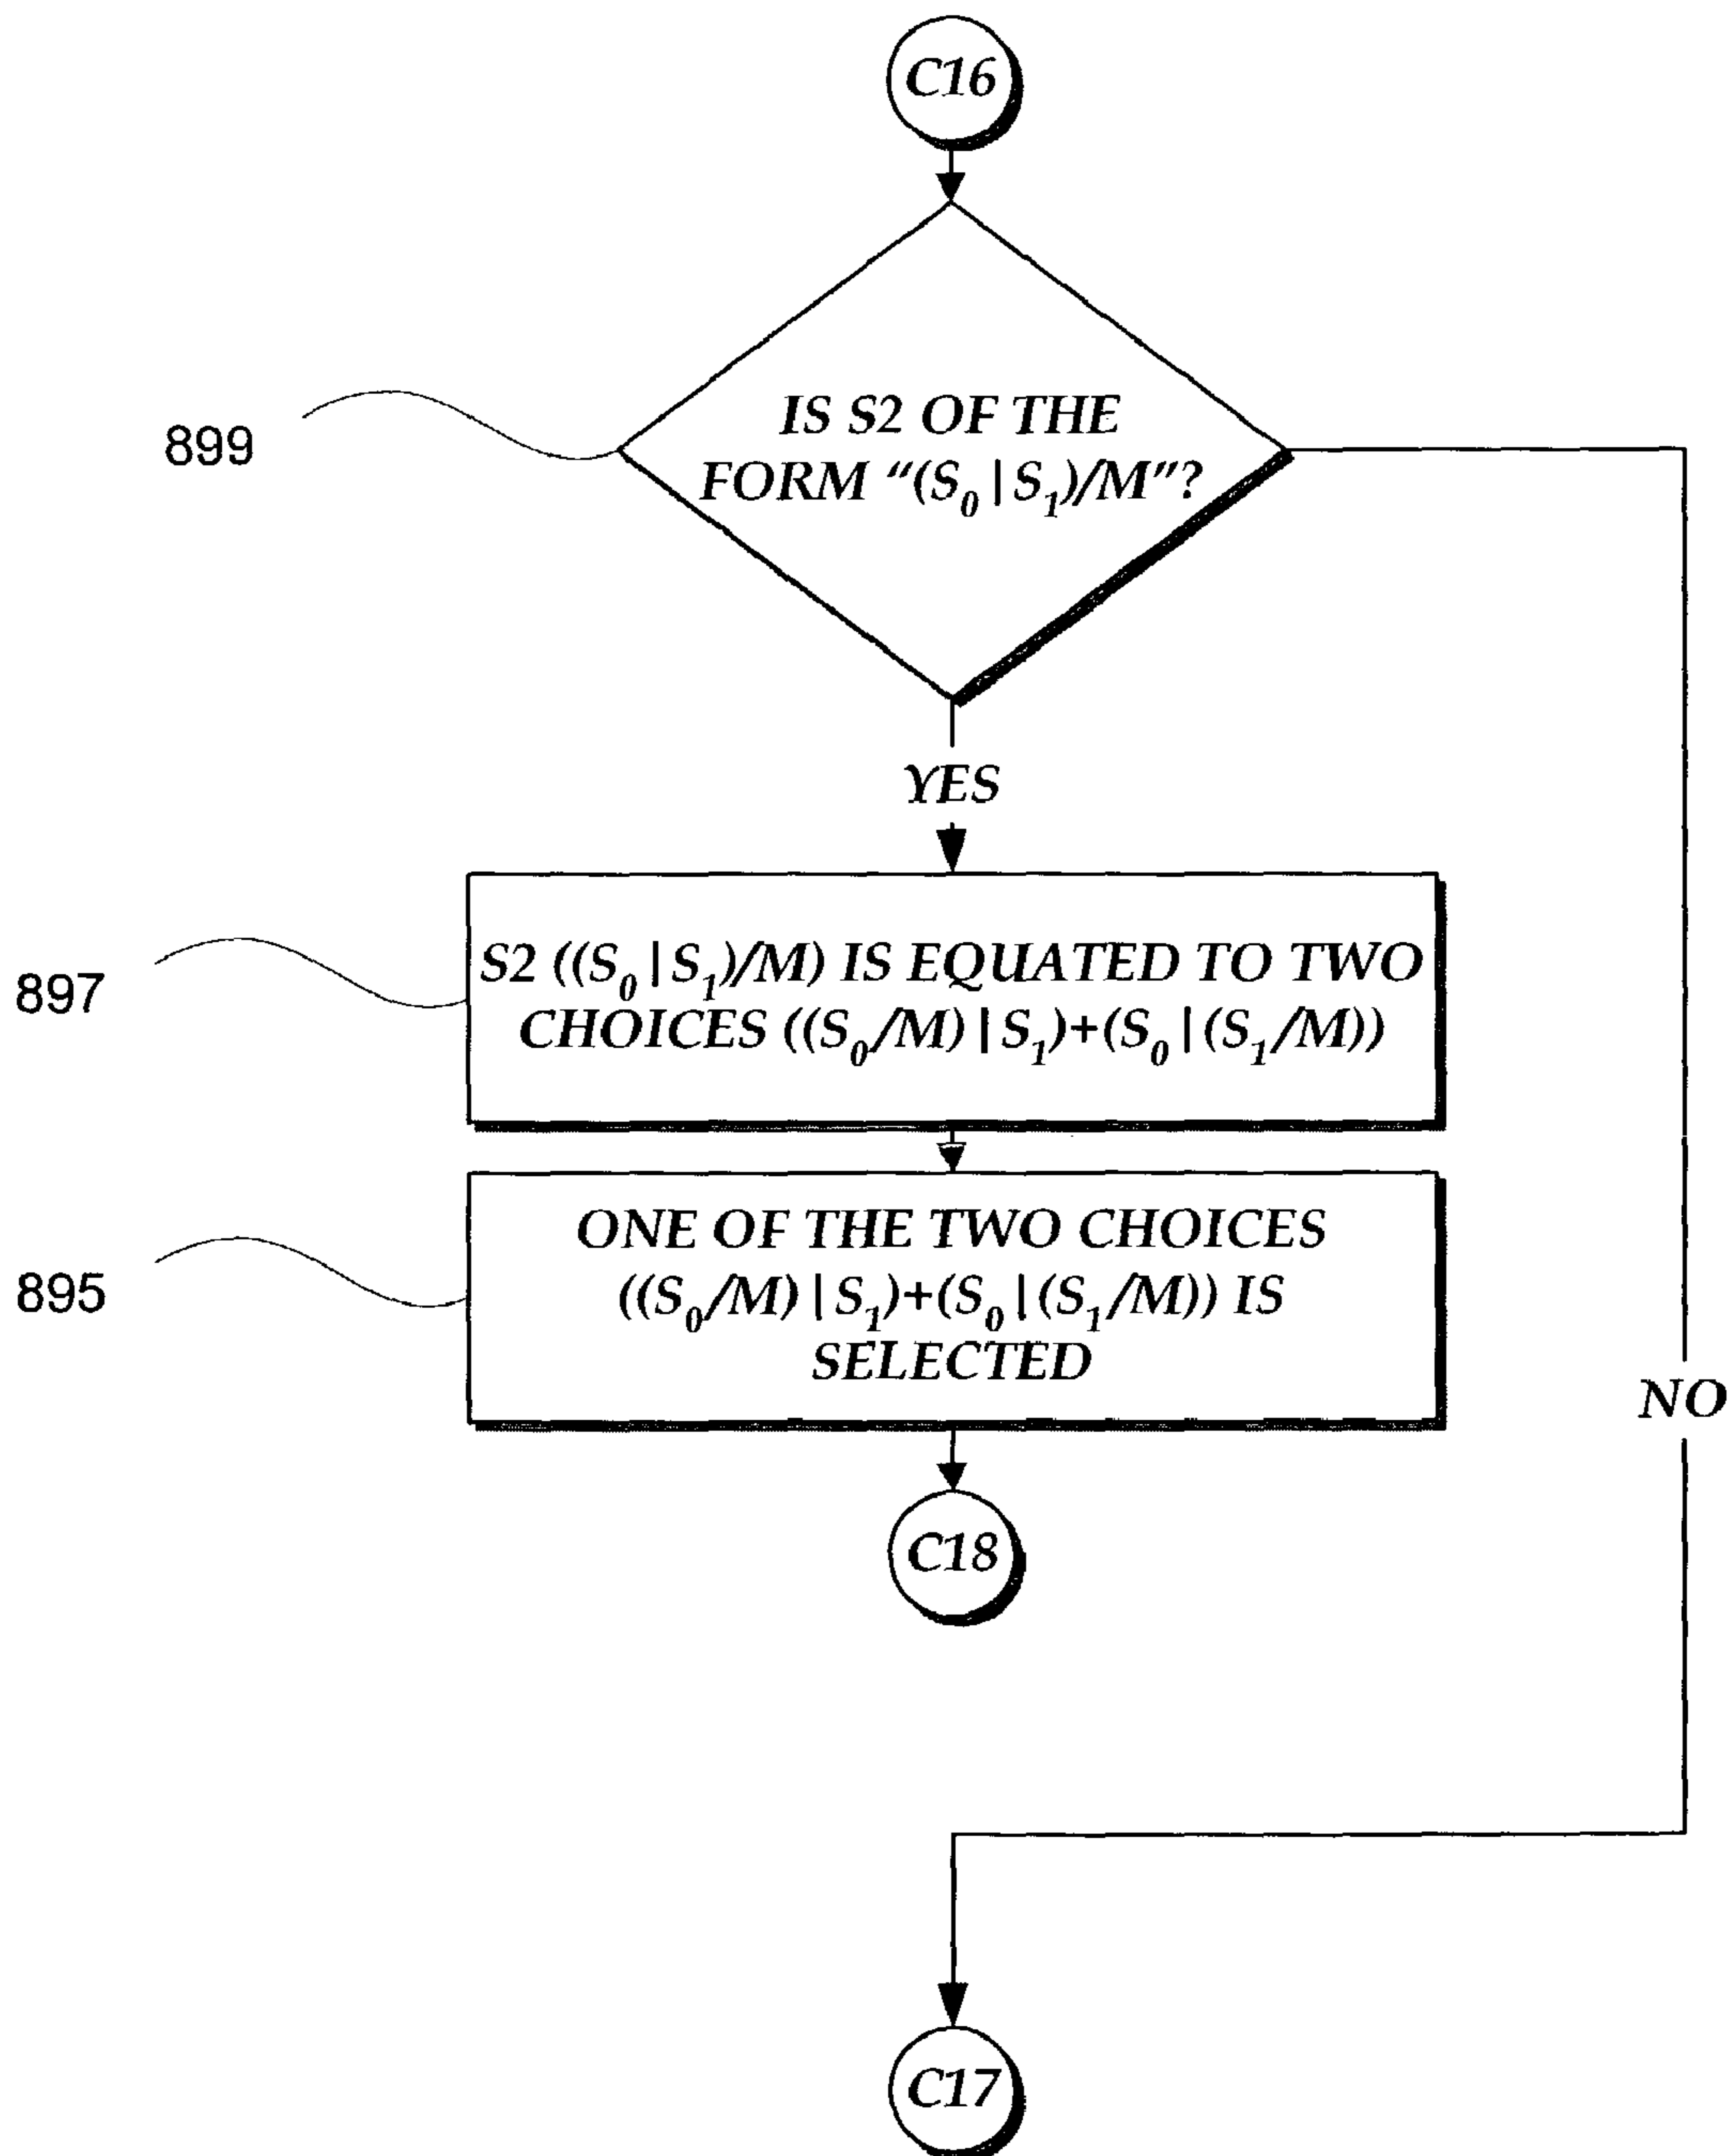 C16
899
IS S2 OF THE
FORM "(S₀|S₁)/M"?
YES
897
S2 ((S₀|S₁)/M) IS EQUATED TO TWO
CHOICES ((S₀/M)|S₁)+(S₀|(S₁/M))
895
ONE OF THE TWO CHOICES
((S₀/M)|S₁)+(S₀|(S₁/M)) IS
SELECTED
NO
C18
C17